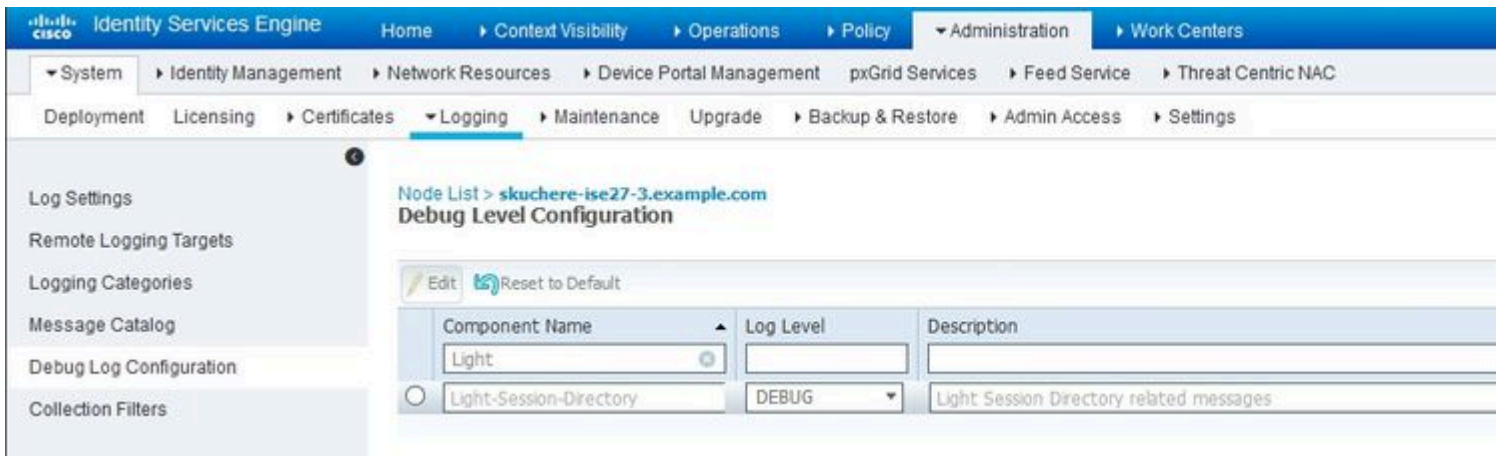 cisco Identity Services Engine Home Context Visibility Operations Policy Administration Work Centers
System Identity Management Network Resources Device Portal Management pxGrid Services Feed Service Threat Centric NAC
Deployment Licensing Certificates Logging Maintenance Upgrade Backup & Restore Admin Access Settings
Log Settings
Remote Logging Targets
Logging Categories
Message Catalog
Debug Log Configuration
Collection Filters
Node List > skuchere-ise27-3.example.com
Debug Level Configuration
Edit Reset to Default
Component Name Log Level Description
Light
Light-Session-Directory DEBUG Light Session Directory related messages